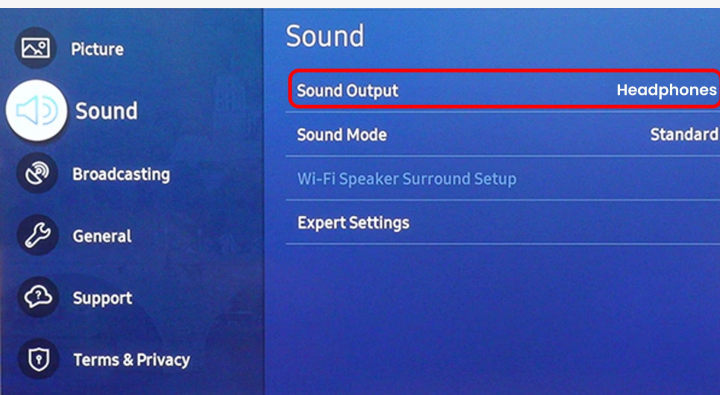 Picture
Sound
Broadcasting
General
Support
Terms & Privacy
Sound
Sound Output Headphones
Sound Mode Standard
Wi-Fi Speaker Surround Setup
Expert Settings